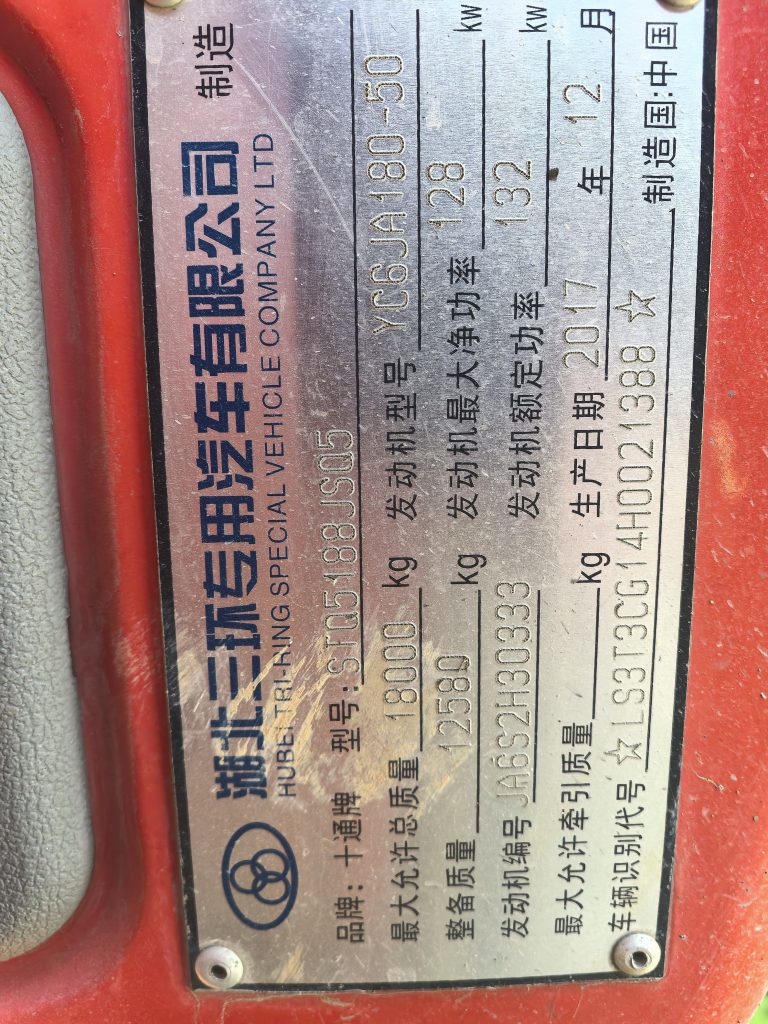 湖北三环专用汽车有限公司 制造
HUBEI TRI-RING SPECIAL VEHICLE COMPANY LTD
品牌：十通牌 型号：STQ5188JSQ5
最大允许总质量 18000 kg 发动机型号 YC6JA180-50
整备质量 12580 kg 发动机最大净功率 128 kw
发动机编号 JA6S2H30333 发动机额定功率 132 kw
最大允许牵引质量 kg 生产日期 2017 年 12 月
车辆识别代号 ☆LS3T3CG14H0021388☆ 制造国:中国